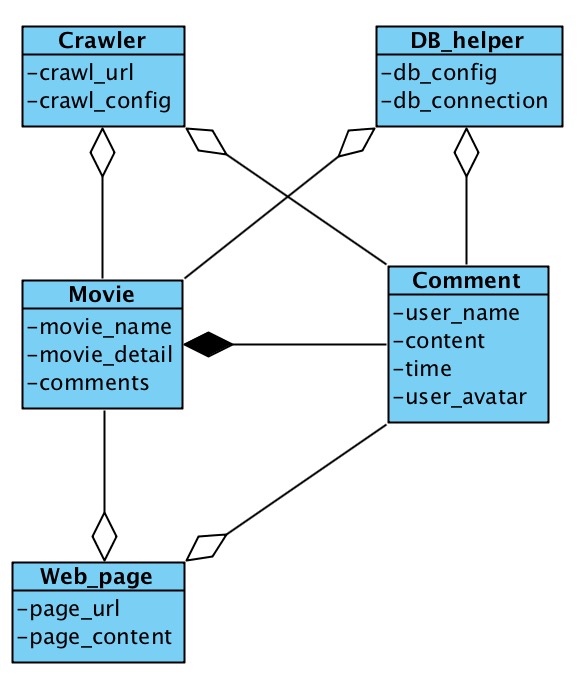 Crawler
-crawl_url
-crawl_config
DB_helper
-db_config
-db_connection
Movie
-movie_name
-movie_detail
-comments
Comment
-user_name
-content
-time
-user_avatar
Web_page
-page_url
-page_content